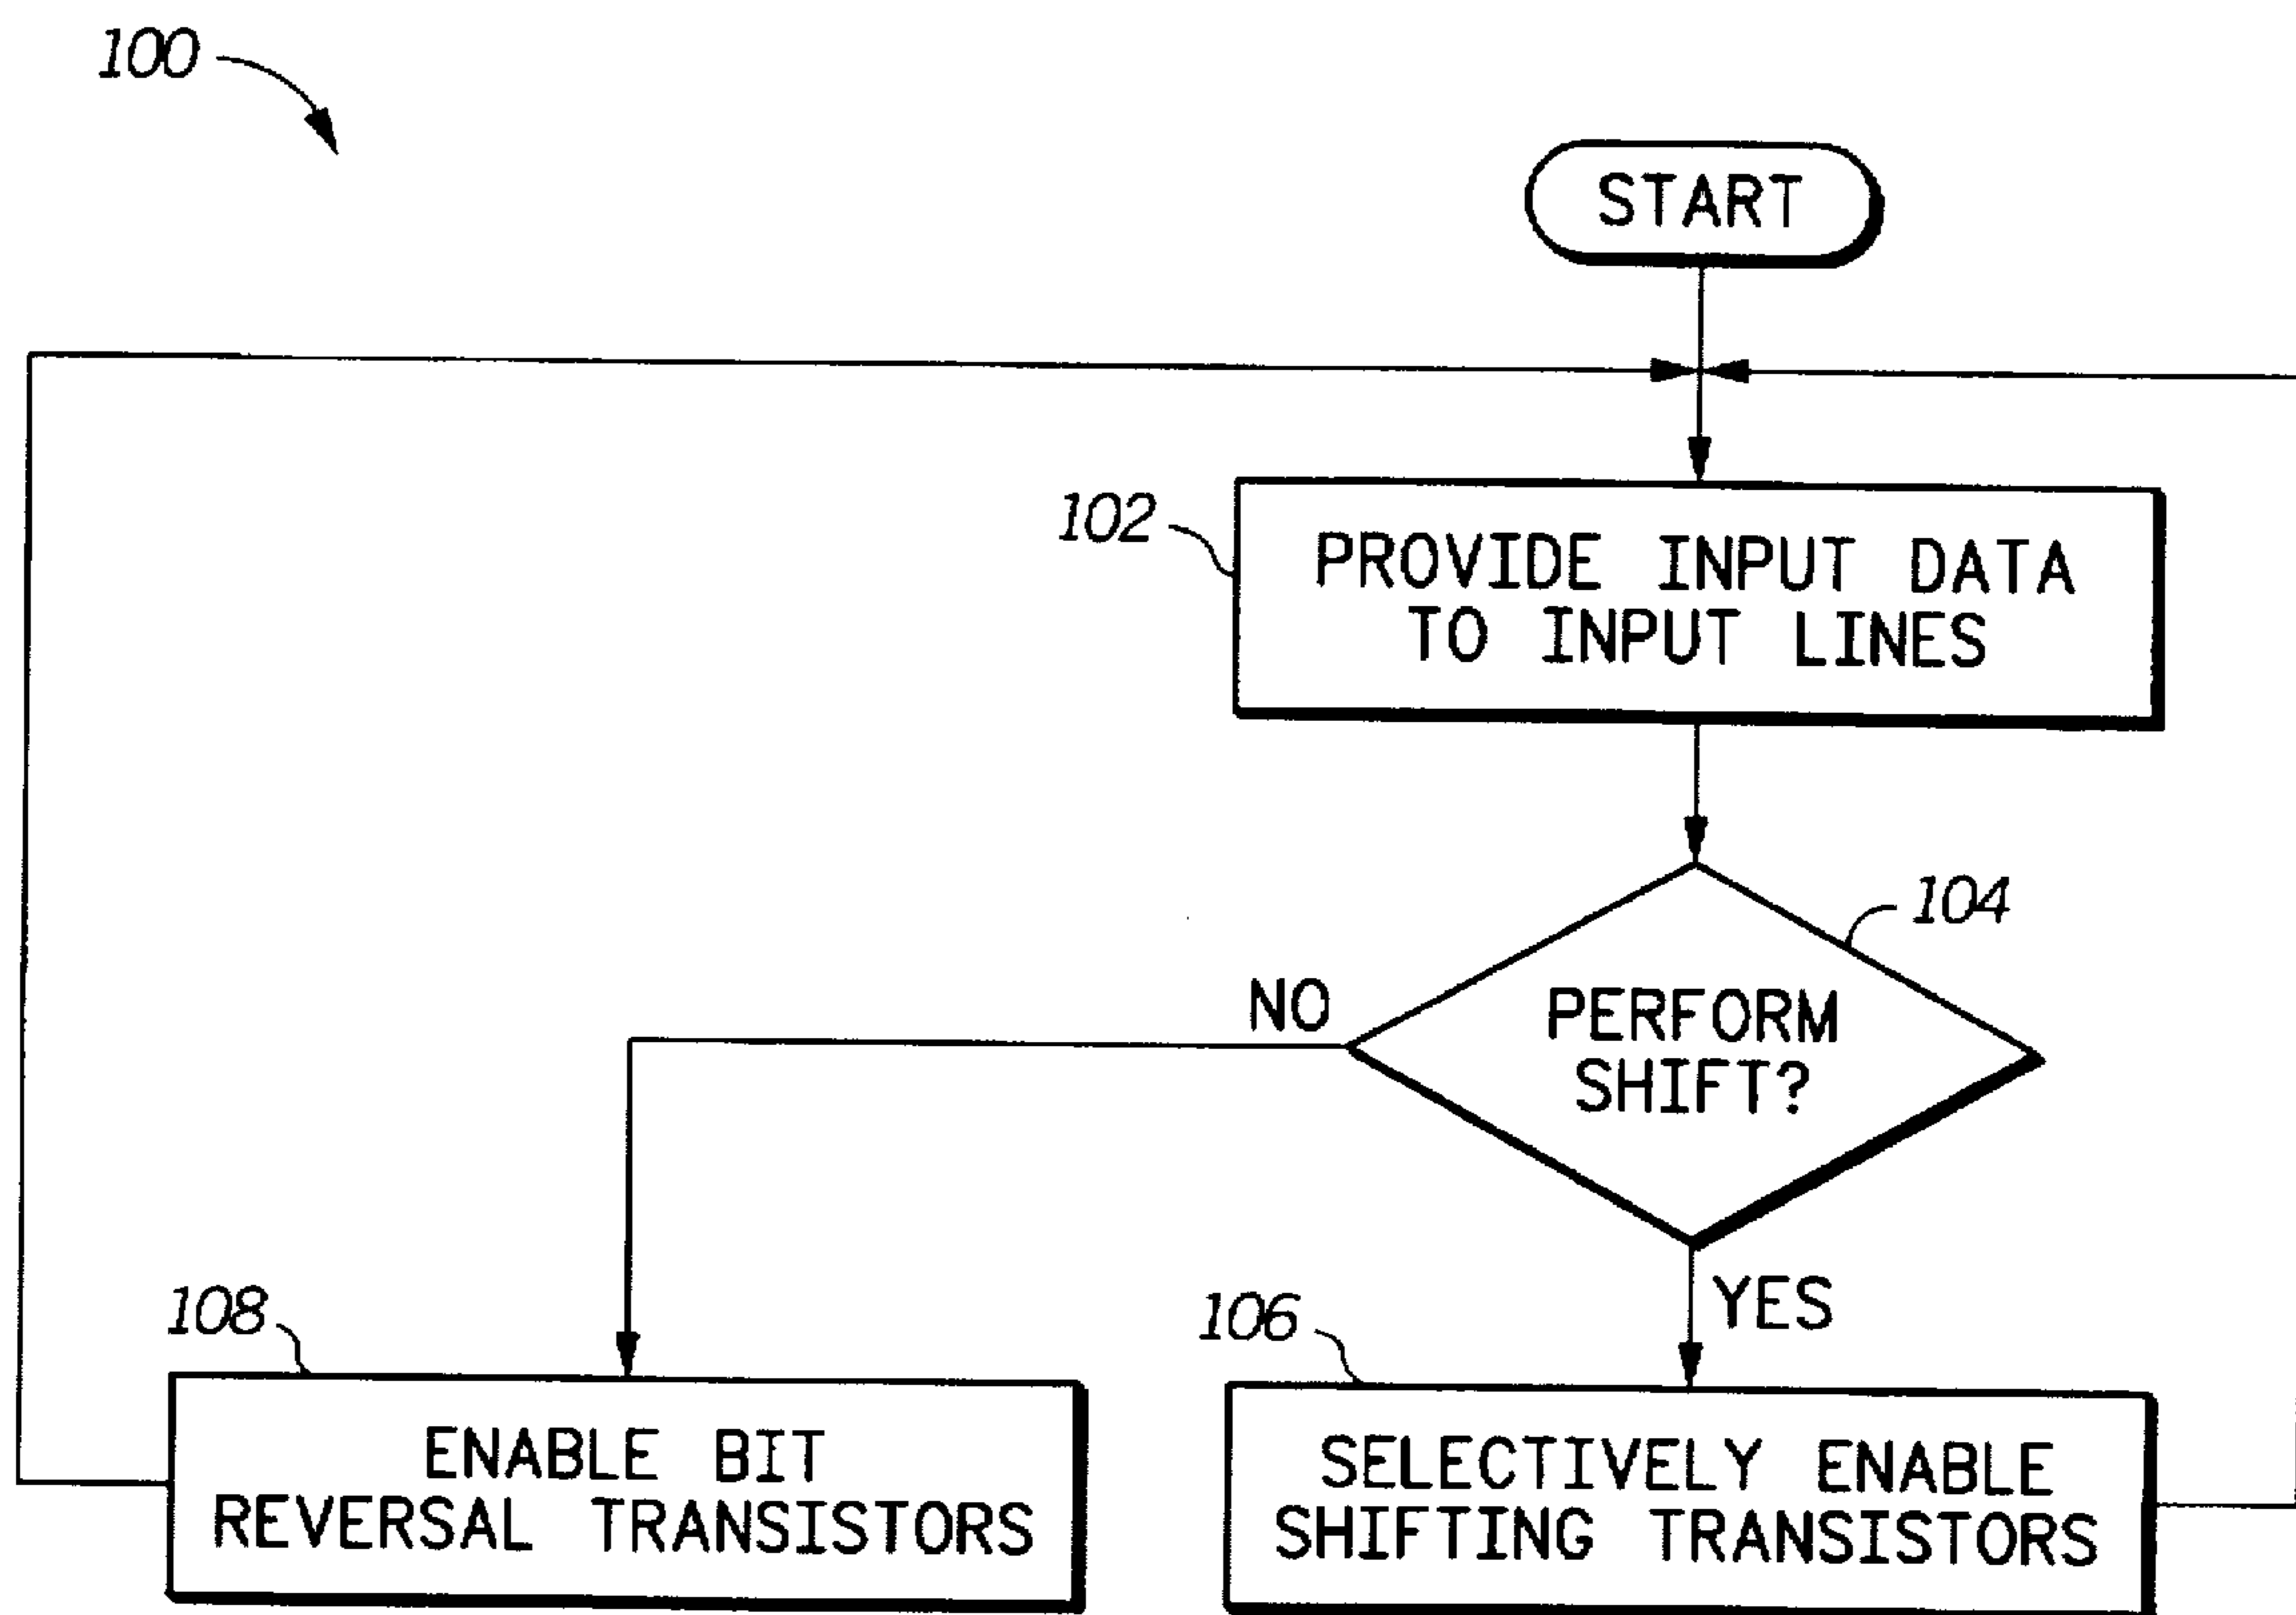 100
START
102
PROVIDE INPUT DATA
TO INPUT LINES
104
NO
PERFORM
SHIFT?
YES
108
106
ENABLE BIT
REVERSAL TRANSISTORS
SELECTIVELY ENABLE
SHIFTING TRANSISTORS